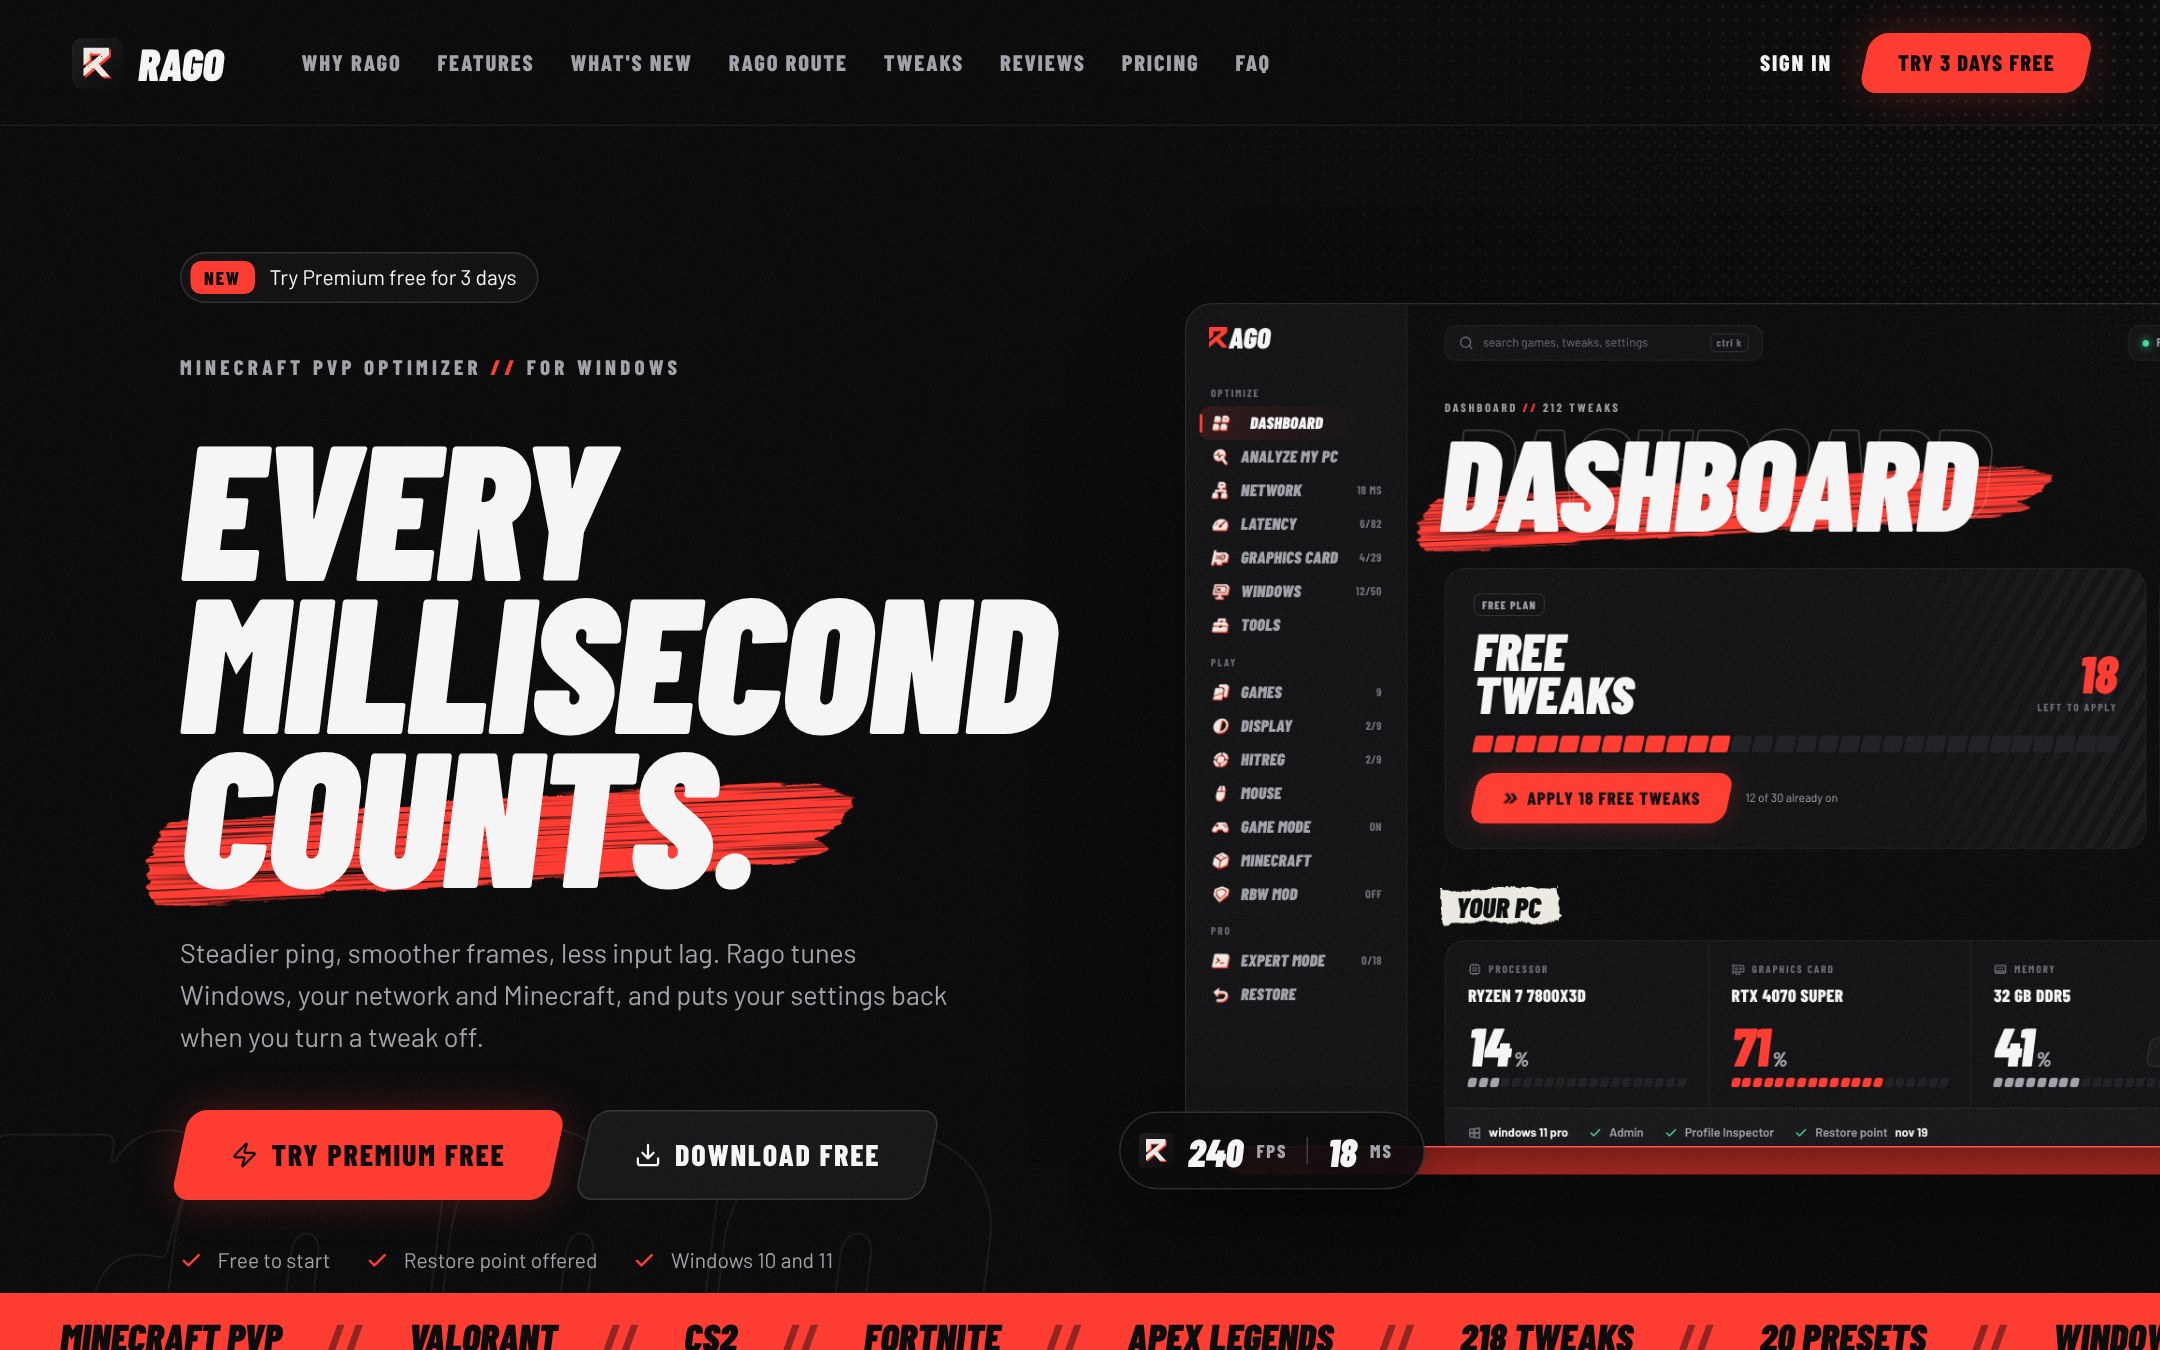 RAGO
WHY RAGO
FEATURES
WHAT'S NEW
RAGO ROUTE
TWEAKS
REVIEWS
PRICING
FAQ
SIGN IN
TRY 3 DAYS FREE
NEW Try Premium free for 3 days
MINECRAFT PVP OPTIMIZER // FOR WINDOWS
EVERY
MILLISECOND
COUNTS.
Steadier ping, smoother frames, less input lag. Rago tunes
Windows, your network and Minecraft, and puts your settings back
when you turn a tweak off.
TRY PREMIUM FREE
DOWNLOAD FREE
Free to start
Restore point offered
Windows 10 and 11
RAGO
OPTIMIZE
DASHBOARD
ANALYZE MY PC
NETWORK 18 MS
LATENCY 6/82
GRAPHICS CARD 4/29
WINDOWS 12/50
TOOLS
PLAY
GAMES 9
DISPLAY 2/9
HITREG 2/9
MOUSE
GAME MODE ON
MINECRAFT
RBW MOD OFF
PRO
EXPERT MODE 0/18
RESTORE
search games, tweaks, settings ctrl k
DASHBOARD // 212 TWEAKS
DASHBOARD
FREE PLAN
FREE
TWEAKS
18
LEFT TO APPLY
APPLY 18 FREE TWEAKS
12 of 30 already on
YOUR PC
PROCESSOR
RYZEN 7 7800X3D
14%
GRAPHICS CARD
RTX 4070 SUPER
71%
MEMORY
32 GB DDR5
41%
windows 11 pro
Admin
Profile Inspector
Restore point nov 19
240 FPS 18 MS
MINECRAFT PVP // VALORANT // CS2 // FORTNITE // APEX LEGENDS // 218 TWEAKS // 20 PRESETS // WINDOW